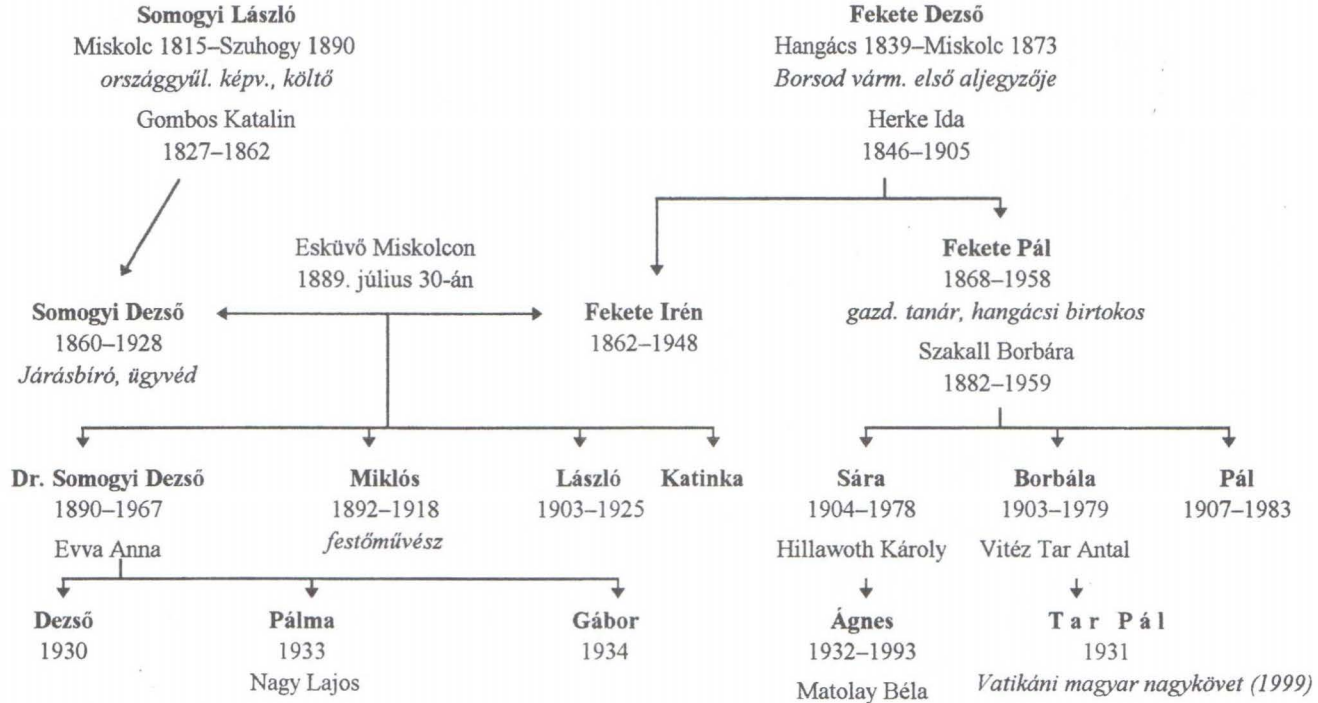 Somogyi László
Miskolc 1815–Szuhogy 1890
országgyűl. képv., költő
Gombos Katalin
1827–1862
Fekete Dezső
Hangács 1839–Miskolc 1873
Borsod várm. első aljegyzője
Herke Ida
1846–1905
Esküvő Miskolcon
1889. július 30-án
Somogyi Dezső
1860–1928
Járásbíró, ügyvéd
Fekete Irén
1862–1948
Fekete Pál
1868–1958
gazd. tanár, hangácsi birtokos
Szakall Borbára
1882–1959
Dr. Somogyi Dezső
1890–1967
Evva Anna
Miklós
1892–1918
festőművész
László
1903–1925
Katinka
Sára
1904–1978
Hillawoth Károly
Borbála
1903–1979
Vitéz Tar Antal
Pál
1907–1983
Dezső
1930
Pálma
1933
Nagy Lajos
Gábor
1934
Ágnes
1932–1993
Matolay Béla
Tar Pál
1931
Vatikáni magyar nagykövet (1999)